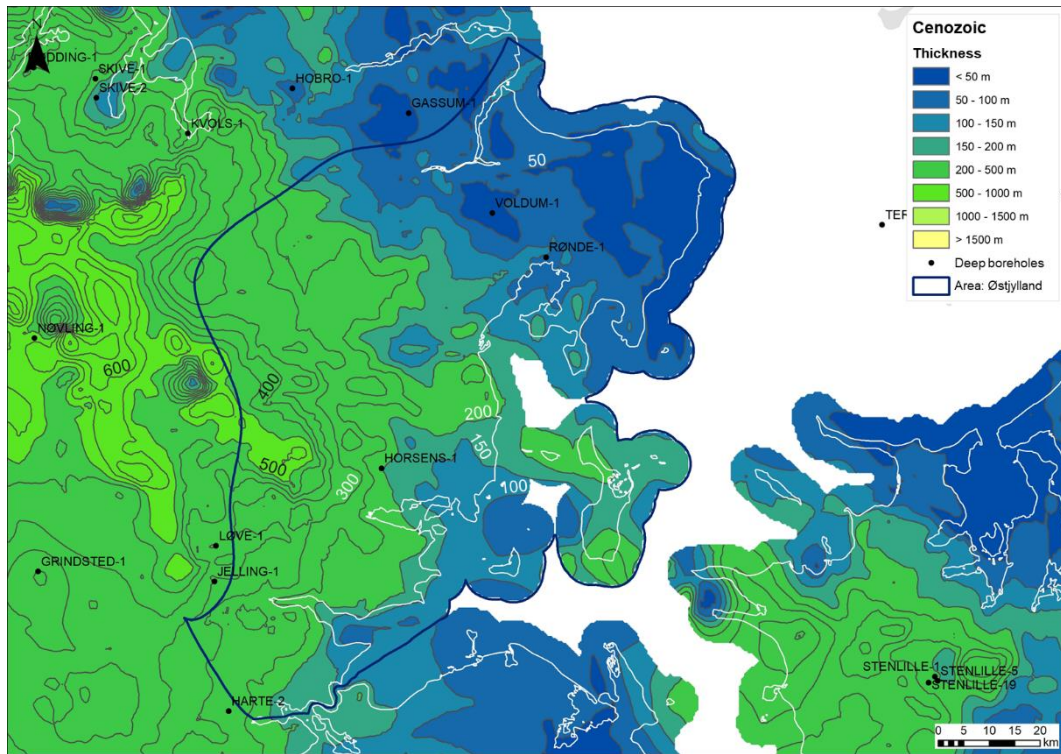 N
ODDING-1
SKIVE-1
SKIVE-2
HOBRO-1
GASSUM-1
KVOLS-1
50
VOLDUM-1
RØNDE-1
TER
NØVLING-1
600
400
200
500
150
HORSENS-1
300
100
LØVE-1
GRINDSTED-1
JELLING-1
HARTE-2
STENLILLE-1
STENLILLE-5
STENLILLE-19
Cenozoic
Thickness
< 50 m
50 - 100 m
100 - 150 m
150 - 200 m
200 - 500 m
500 - 1000 m
1000 - 1500 m
> 1500 m
Deep boreholes
Area: Østjylland
0 5 10 15 20
km